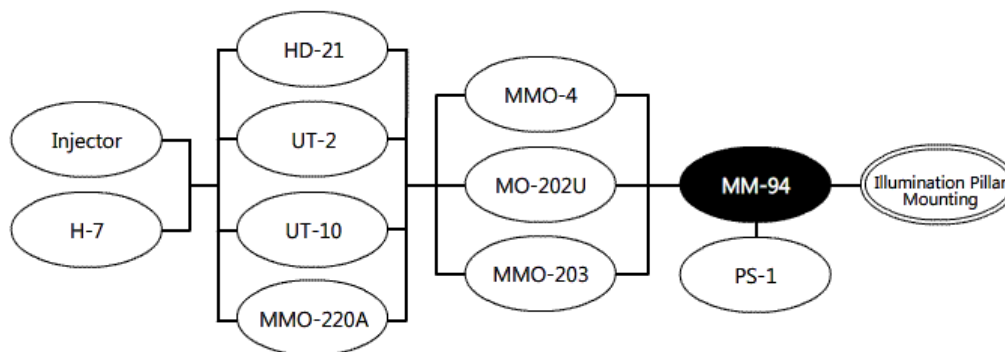 Injector
H-7
HD-21
UT-2
UT-10
MMO-220A
MMO-4
MO-202U
MMO-203
MM-94
PS-1
Illumination Pillar
Mounting